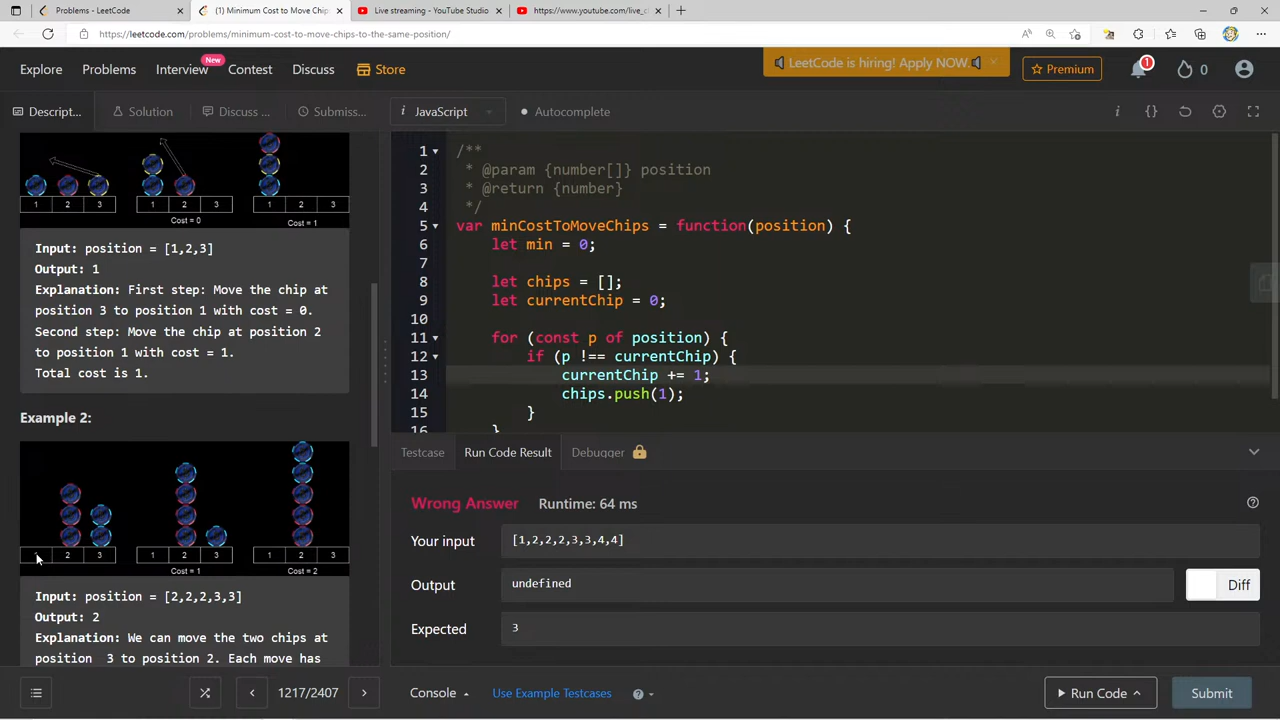 Problems - LeetCode
(1) Minimum Cost to Move Chip
Live streaming - YouTube Studio
https://www.youtube.com/live_c
https://leetcode.com/problems/minimum-cost-to-move-chips-to-the-same-position/
Explore
Problems
Interview
New
Contest
Discuss
Store
LeetCode is hiring! Apply NOW.
Premium
1
0
Descript...
Solution
Discuss ...
Submiss...
JavaScript
Autocomplete
1 2 3
1 2 3
1 2 3
Cost = 0
Cost = 1
Input: position = [1,2,3]
Output: 1
Explanation: First step: Move the chip at
position 3 to position 1 with cost = 0.
Second step: Move the chip at position 2
to position 1 with cost = 1.
Total cost is 1.
Example 2:
1 2 3
1 2 3
1 2 3
Cost = 1
Cost = 2
Input: position = [2,2,2,3,3]
Output: 2
Explanation: We can move the two chips at
position  3 to position 2. Each move has
1 /**
2  * @param {number[]} position
3  * @return {number}
4  */
5 var minCostToMoveChips = function(position) {
6     let min = 0;
7
8     let chips = [];
9     let currentChip = 0;
10
11     for (const p of position) {
12         if (p !== currentChip) {
13             currentChip += 1;
14             chips.push(1);
15         }
16     }
Testcase
Run Code Result
Debugger
Wrong Answer
Runtime: 64 ms
Your input
[1,2,2,2,3,3,4,4]
Output
undefined
Diff
Expected
3
1217/2407
Console
Use Example Testcases
Run Code
Submit